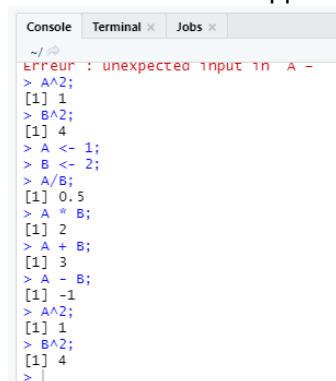 Console Terminal × Jobs ×
~/
Erreur : unexpected input in "A –
> A^2;
[1] 1
> B^2;
[1] 4
> A <- 1;
> B <- 2;
> A/B;
[1] 0.5
> A * B;
[1] 2
> A + B;
[1] 3
> A - B;
[1] -1
> A^2;
[1] 1
> B^2;
[1] 4
>